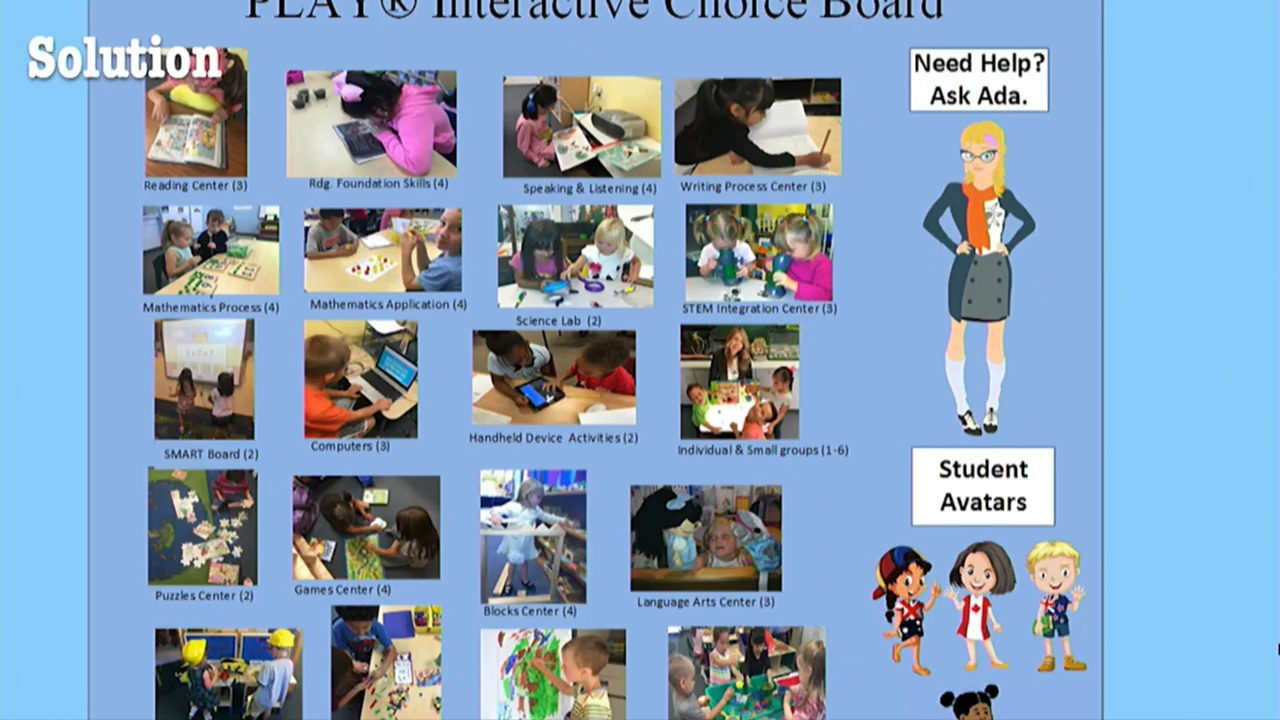 PLAY® Interactive Choice Board
Solution
Need Help?
Ask Ada.
Reading Center (3)
Rdg. Foundation Skills (4)
Speaking & Listening (4)
Writing Process Center (3)
Mathematics Process (4)
Mathematics Application (4)
Science Lab (2)
STEM Integration Center (3)
SMART Board (2)
Computers (3)
Handheld Device Activities (2)
Individual & Small groups (1-6)
Student
Avatars
Puzzles Center (2)
Games Center (4)
Blocks Center (4)
Language Arts Center (3)